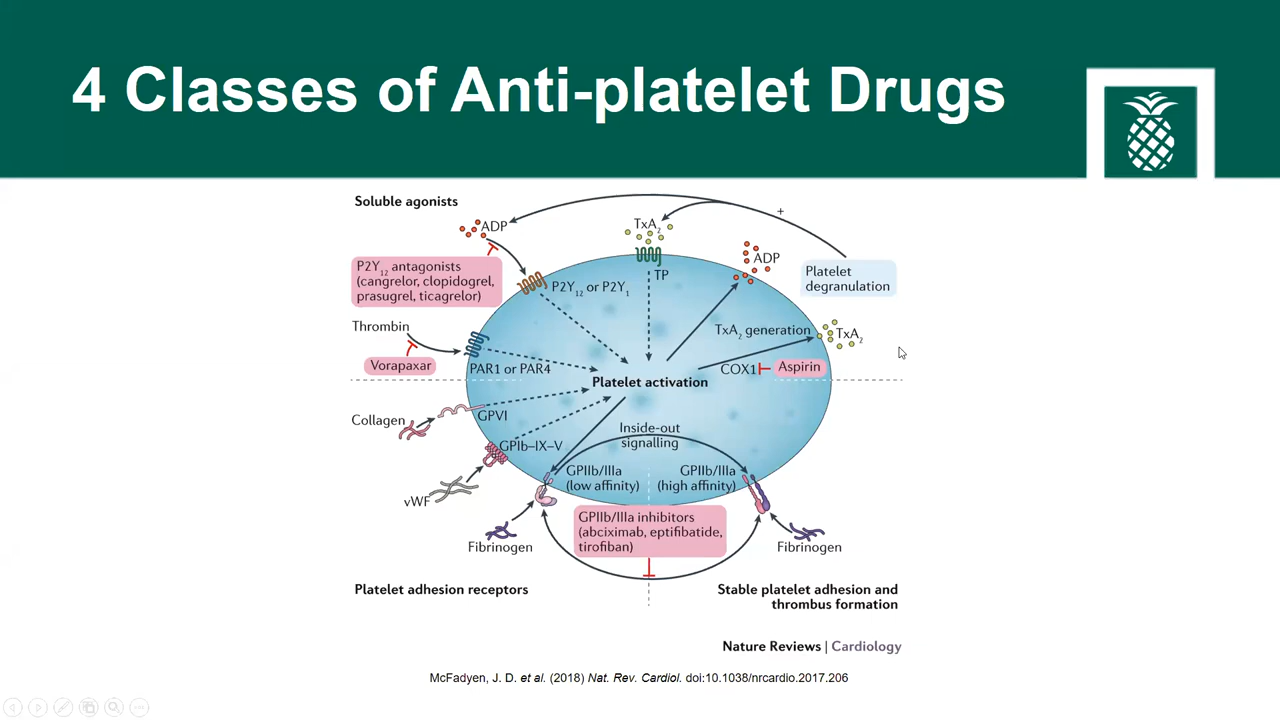 4 Classes of Anti-platelet Drugs
Soluble agonists
ADP
TxA₂
+
ADP
Platelet
degranulation
P2Y₁₂ antagonists
(cangrelor, clopidogrel,
prasugrel, ticagrelor)
P2Y₁₂ or P2Y₁
TP
Thrombin
TxA₂ generation
TxA₂
Vorapaxar
PAR1 or PAR4
COX1
Aspirin
Platelet activation
Collagen
GPVI
GPIb–IX–V
Inside-out
signalling
vWF
GPIIb/IIIa
(low affinity)
GPIIb/IIIa
(high affinity)
Fibrinogen
GPIIb/IIIa inhibitors
(abciximab, eptifibatide,
tirofiban)
Fibrinogen
Platelet adhesion receptors
Stable platelet adhesion and
thrombus formation
Nature Reviews | Cardiology
McFadyen, J. D. et al. (2018) Nat. Rev. Cardiol. doi:10.1038/nrcardio.2017.206